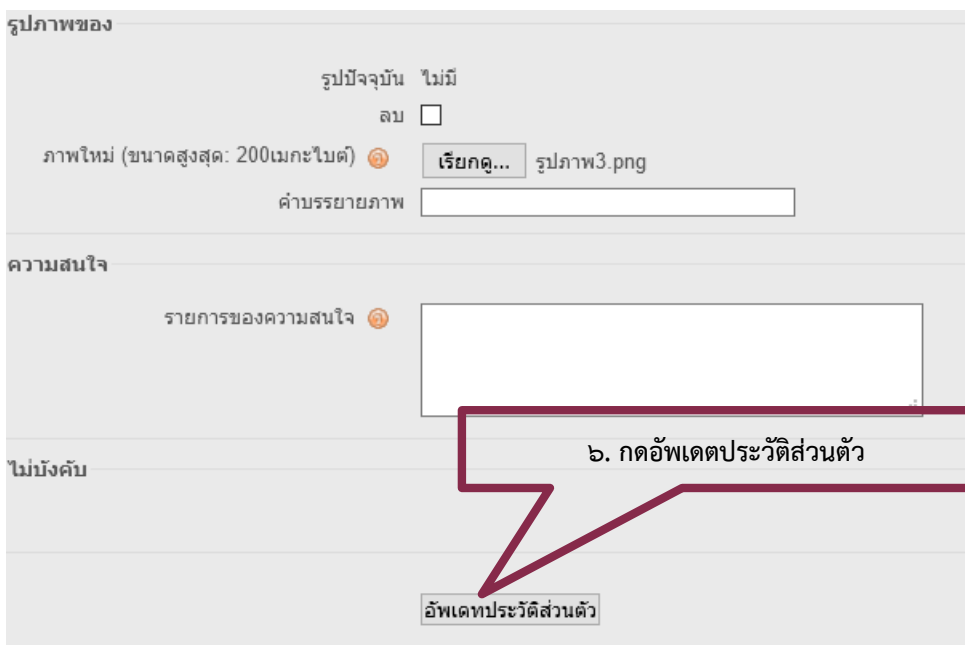 รูปภาพของ
รูปปัจจุบัน ไม่มี
ลบ
ภาพใหม่ (ขนาดสูงสุด: 200เมกะไบต์) เรียกดู... รูปภาพ3.png
คำบรรยายภาพ
ความสนใจ
รายการของความสนใจ
๖. กดอัพเดตประวัติส่วนตัว
ไม่บังคับ
อัพเดทประวัติส่วนตัว